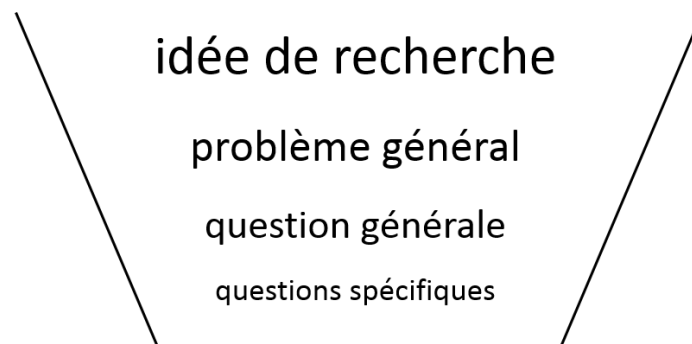 idée de recherche
problème général
question générale
questions spécifiques